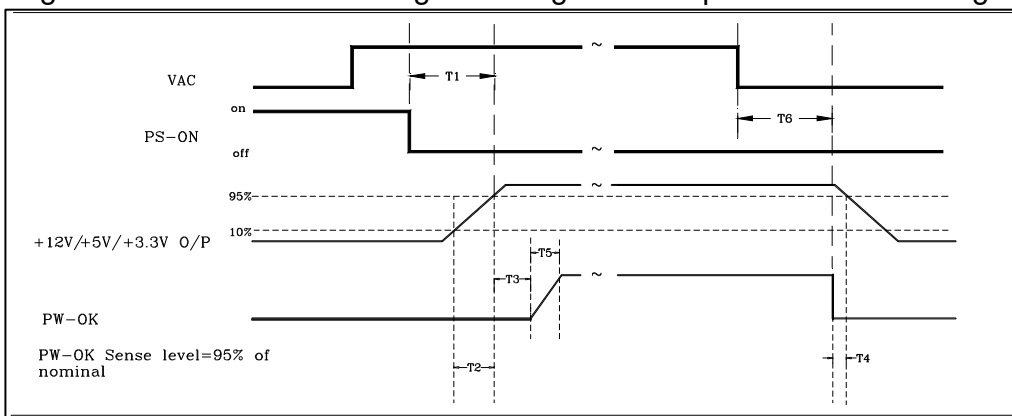 VAC
T1
~
T6
on
PS-ON
off
~
95%
~
10%
+12V/+5V/+3.3V O/P
T5
T3
~
PW-OK
PW-OK Sense level=95% of
nominal
T2
T4